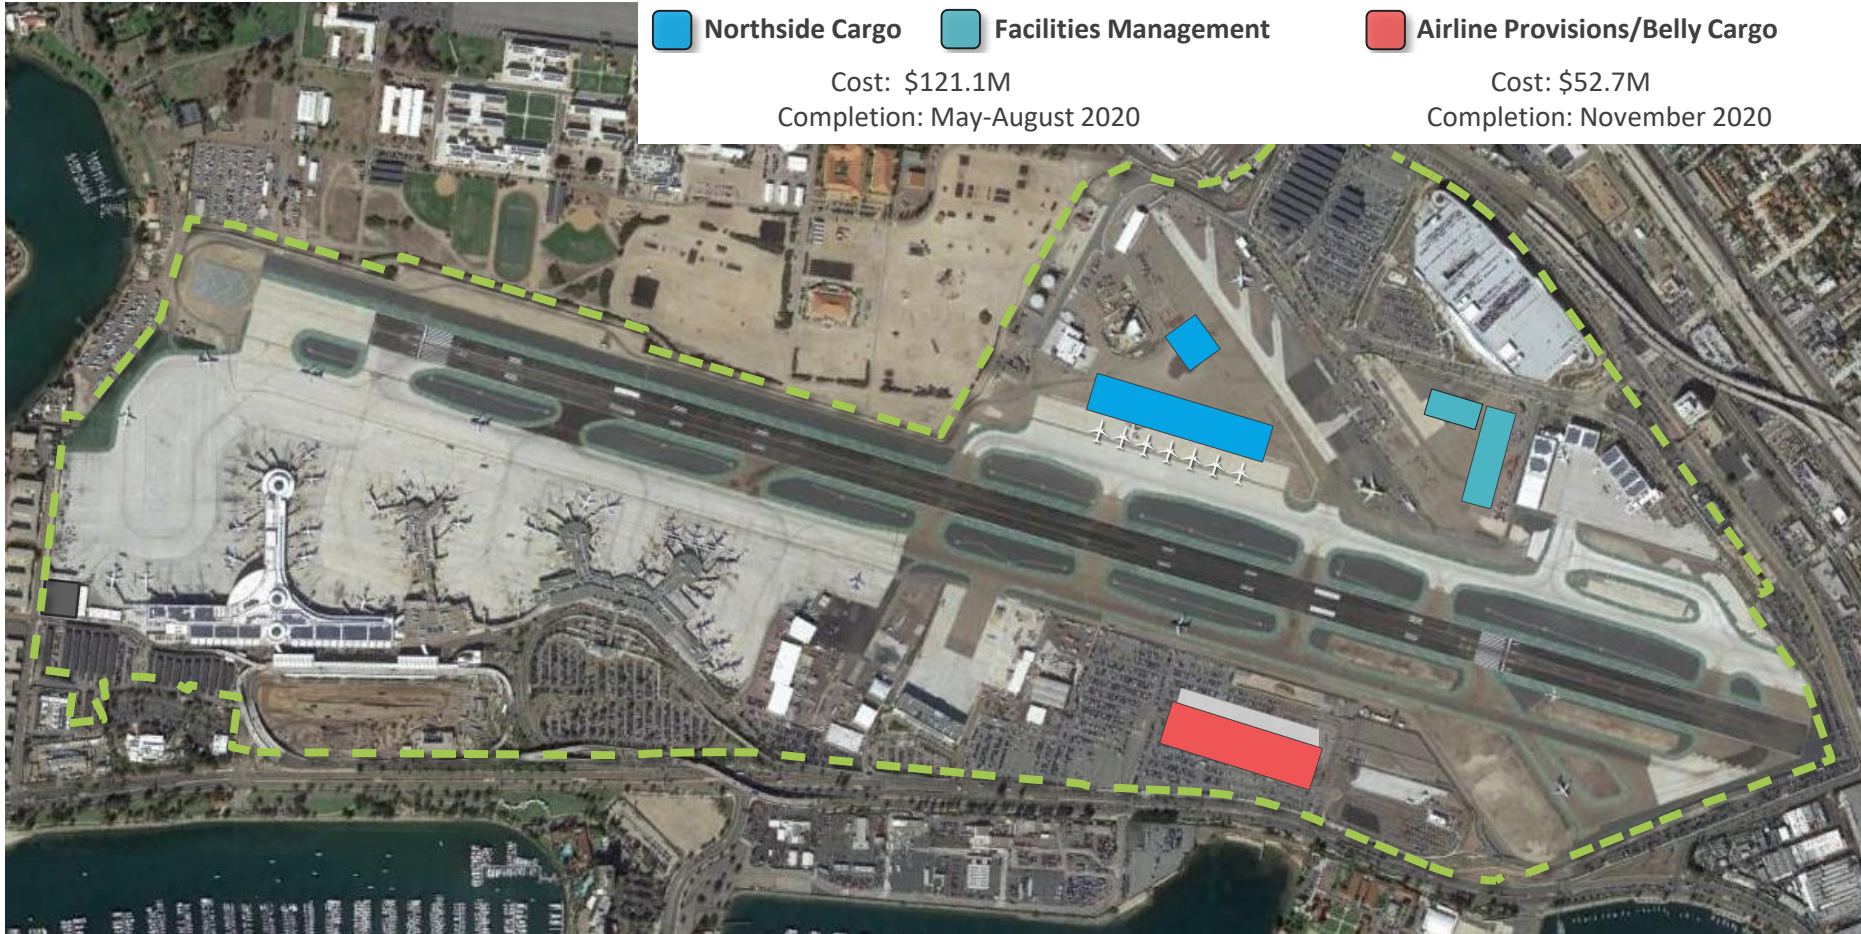 Northside Cargo
Facilities Management
Airline Provisions/Belly Cargo
Cost: $121.1M
Completion: May-August 2020
Cost: $52.7M
Completion: November 2020